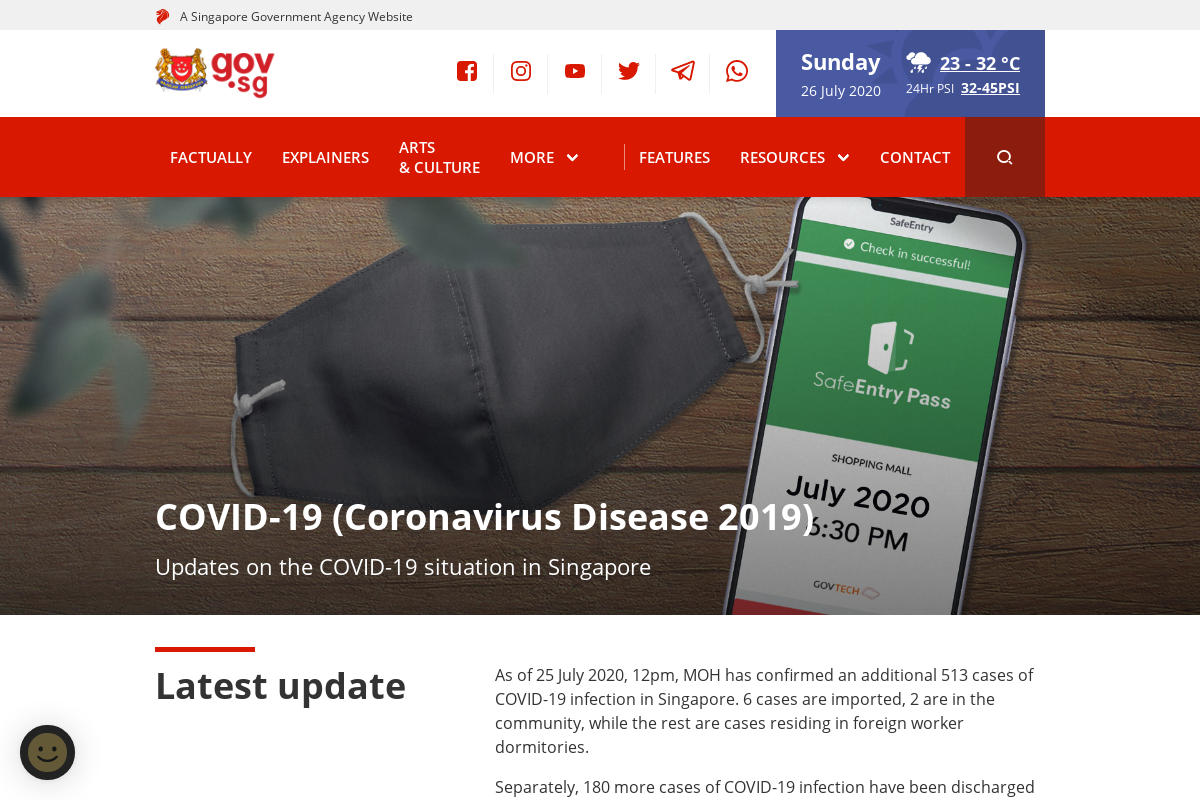 A Singapore Government Agency Website
gov
.sg
Sunday
26 July 2020
23 - 32 °C
24Hr PSI 32-45PSI
FACTUALLY
EXPLAINERS
ARTS
& CULTURE
MORE
FEATURES
RESOURCES
CONTACT
SafeEntry
Check in successful!
SafeEntry Pass
SHOPPING MALL
July 2020
6:30 PM
GOVTECH
COVID-19 (Coronavirus Disease 2019)
Updates on the COVID-19 situation in Singapore
Latest update
As of 25 July 2020, 12pm, MOH has confirmed an additional 513 cases of
COVID-19 infection in Singapore. 6 cases are imported, 2 are in the
community, while the rest are cases residing in foreign worker
dormitories.
Separately, 180 more cases of COVID-19 infection have been discharged